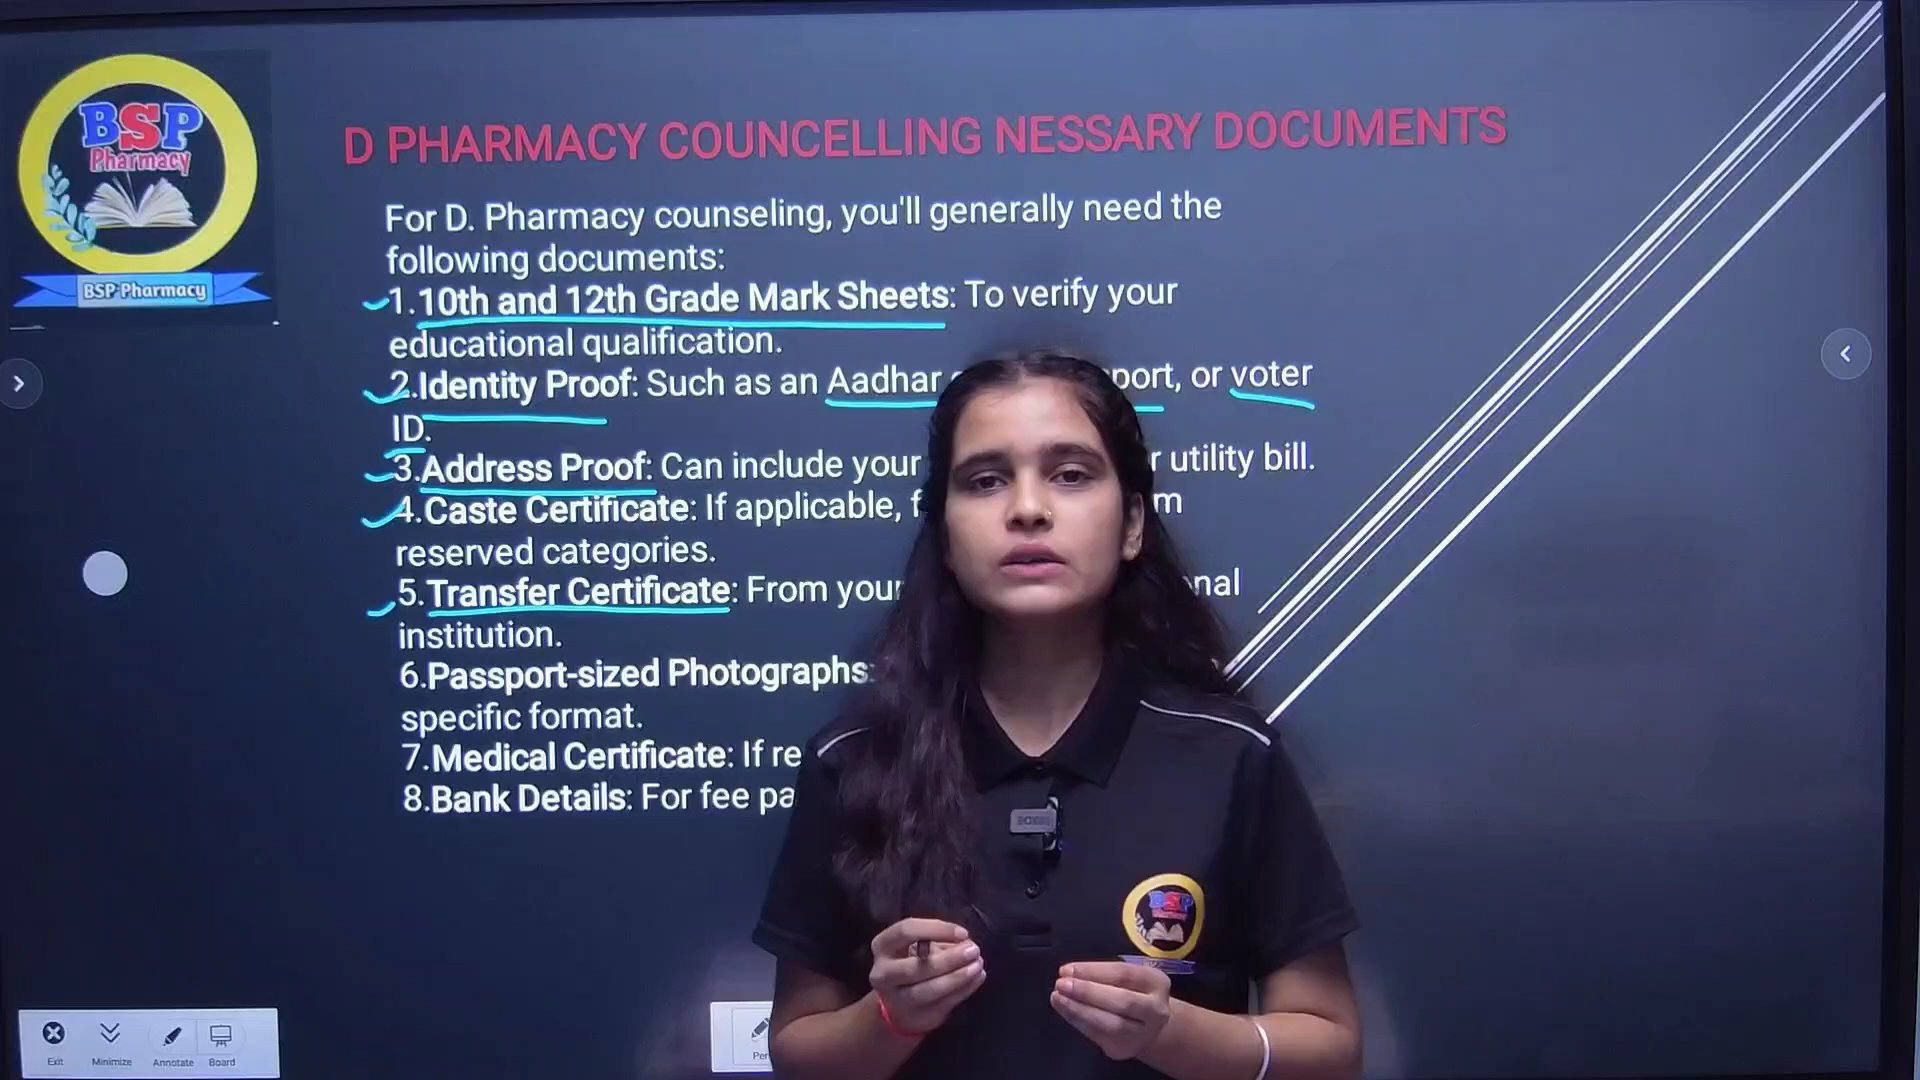 BSP
Pharmacy
BSP Pharmacy
D PHARMACY COUNCELLING NESSARY DOCUMENTS
For D. Pharmacy counseling, you'll generally need the
following documents:
1.10th and 12th Grade Mark Sheets: To verify your
educational qualification.
2.Identity Proof: Such as an Aadhar port, or voter
ID.
3.Address Proof: Can include your r utility bill.
4.Caste Certificate: If applicable, f m
reserved categories.
5.Transfer Certificate: From your nal
institution.
6.Passport-sized Photographs:
specific format.
7.Medical Certificate: If re
8.Bank Details: For fee pa
BSP
Exit Minimize Annotate Board
Pen